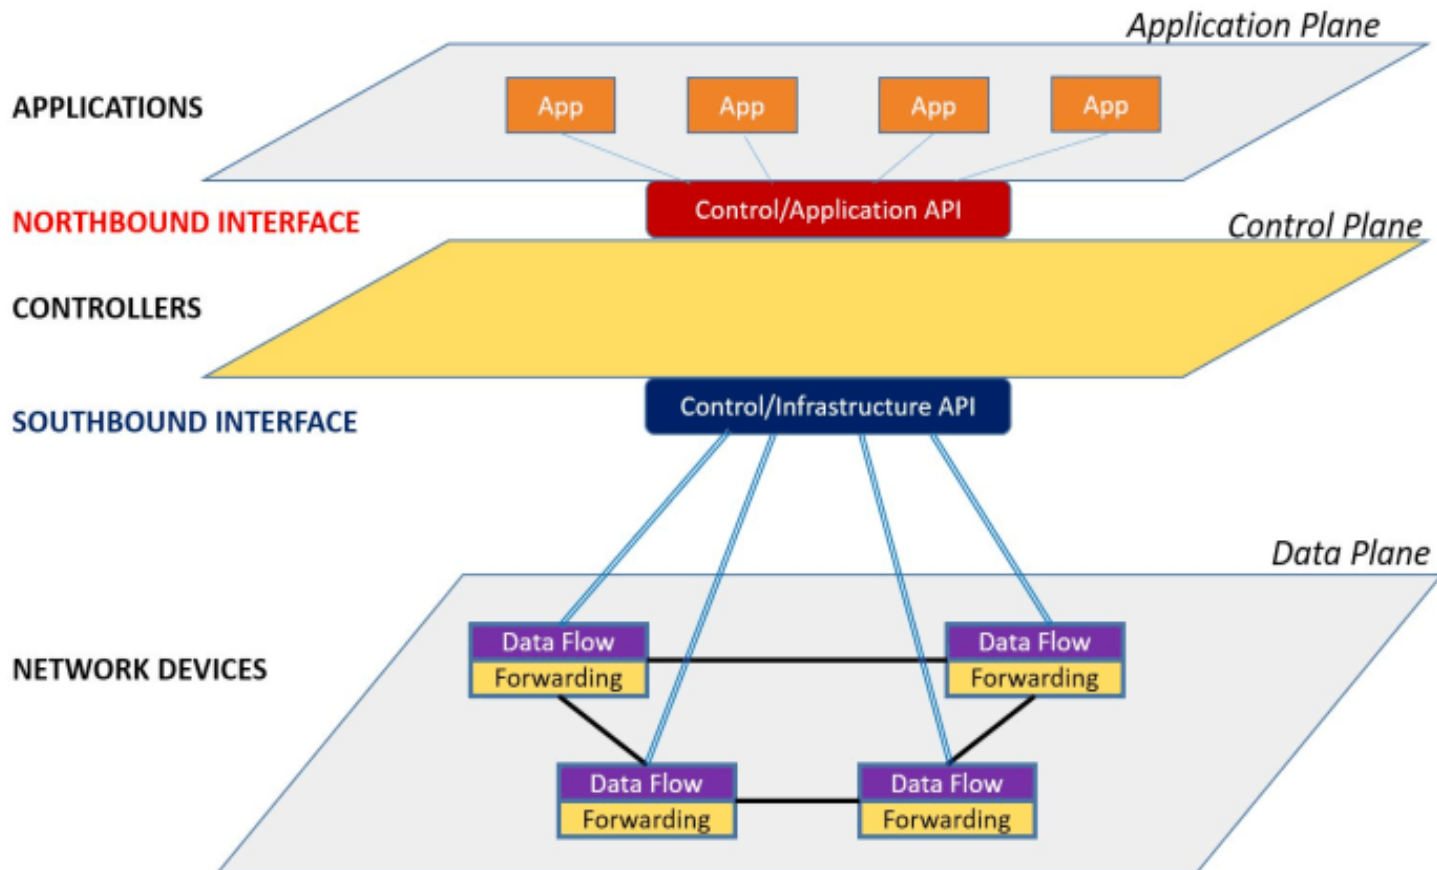 Application Plane
APPLICATIONS
App
App
App
App
NORTHBOUND INTERFACE
Control/Application API
Control Plane
CONTROLLERS
SOUTHBOUND INTERFACE
Control/Infrastructure API
Data Plane
NETWORK DEVICES
Data Flow
Forwarding
Data Flow
Forwarding
Data Flow
Forwarding
Data Flow
Forwarding